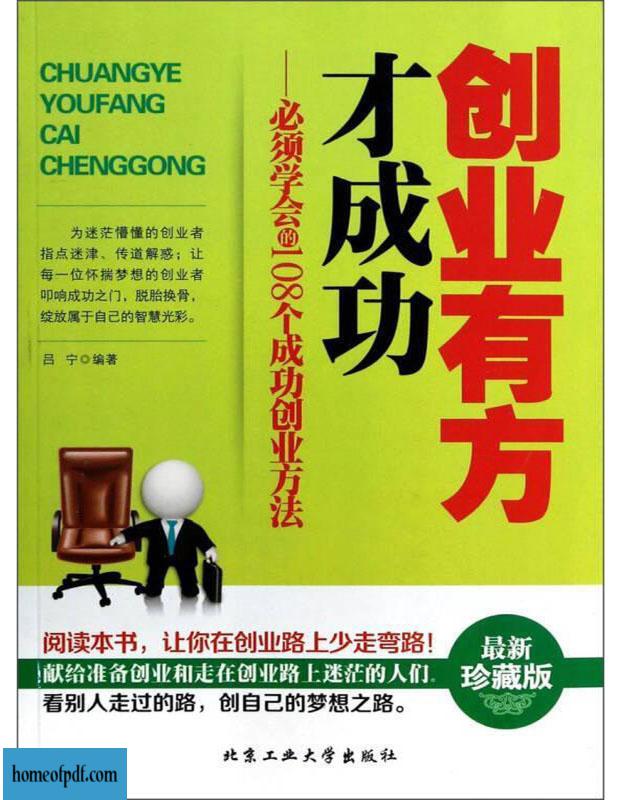 创业有方
才成功
——必须学会的108个成功创业方法
CHUANGYE
YOUFANG
CAI
CHENGGONG
为迷茫懵懂的创业者
指点迷津、传道解惑；让
每一位怀揣梦想的创业者
叩响成功之门，脱胎换骨，
绽放属于自己的智慧光彩。
吕 宁◎编著
阅读本书，让你在创业路上少走弯路！
献给准备创业和走在创业路上迷茫的人们。
看别人走过的路，创自己的梦想之路。
最新
珍藏版
北京工业大学出版社
homeofpdf.com